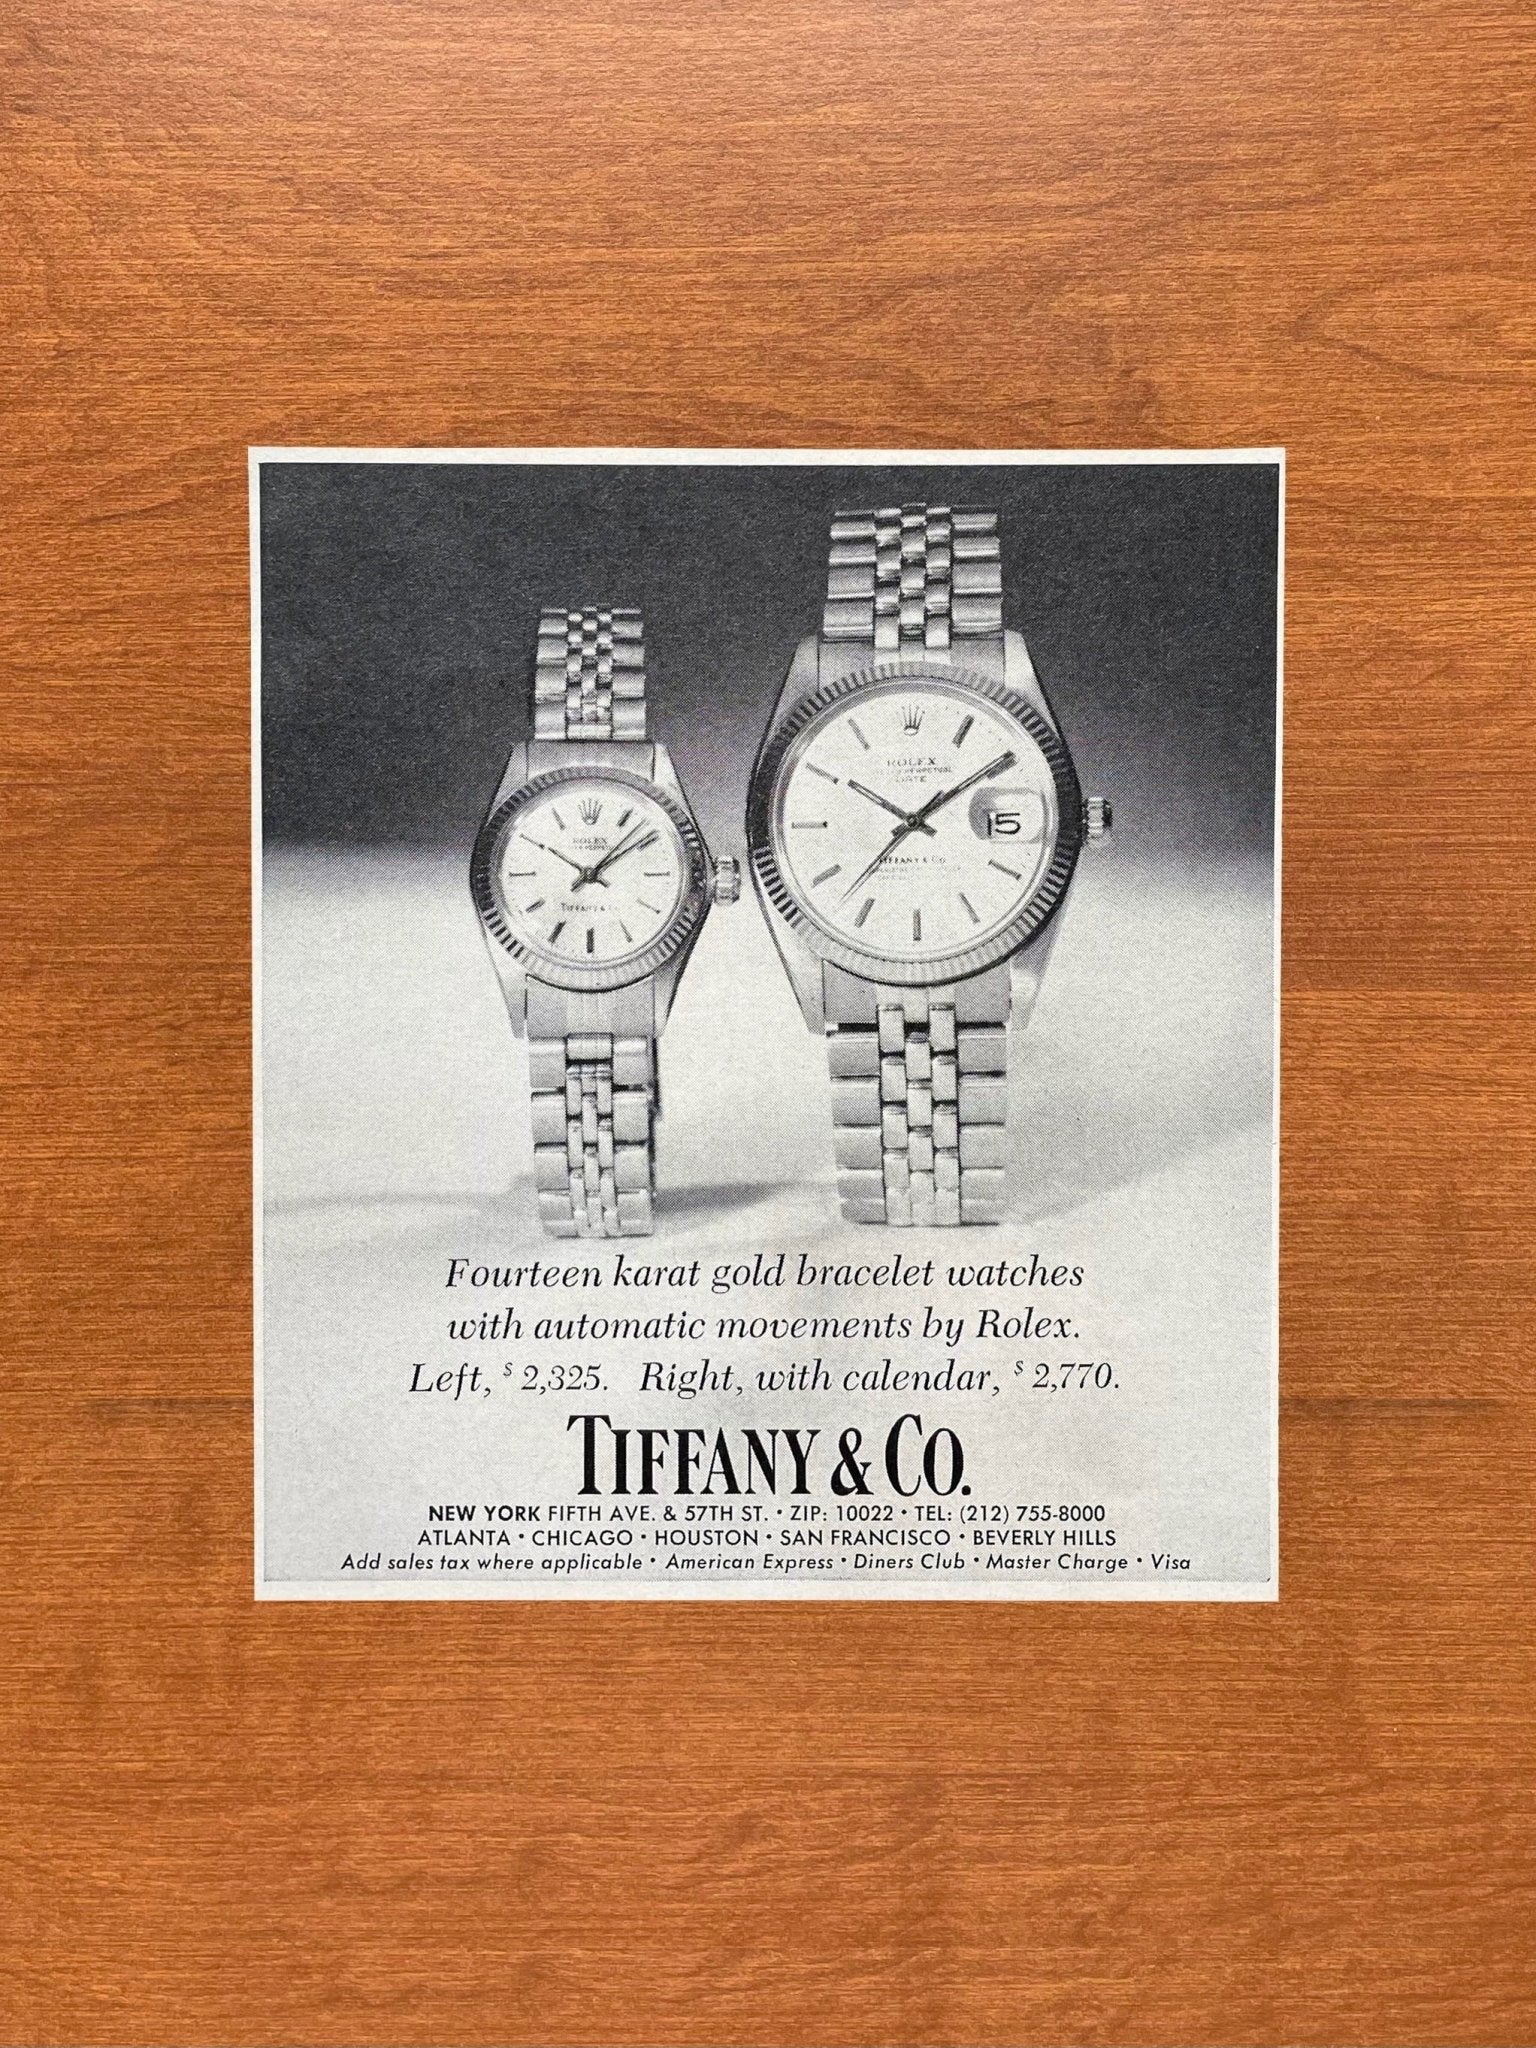 ROLEX
TIFFANY & CO.
ROLEX
PERPETUAL
DATE
15
TIFFANY & CO.
Fourteen karat gold bracelet watches
with automatic movements by Rolex.
Left, $2,325. Right, with calendar, $2,770.
TIFFANY & CO.
NEW YORK FIFTH AVE. & 57TH ST. • ZIP: 10022 • TEL: (212) 755-8000
ATLANTA • CHICAGO • HOUSTON • SAN FRANCISCO • BEVERLY HILLS
Add sales tax where applicable • American Express • Diners Club • Master Charge • Visa